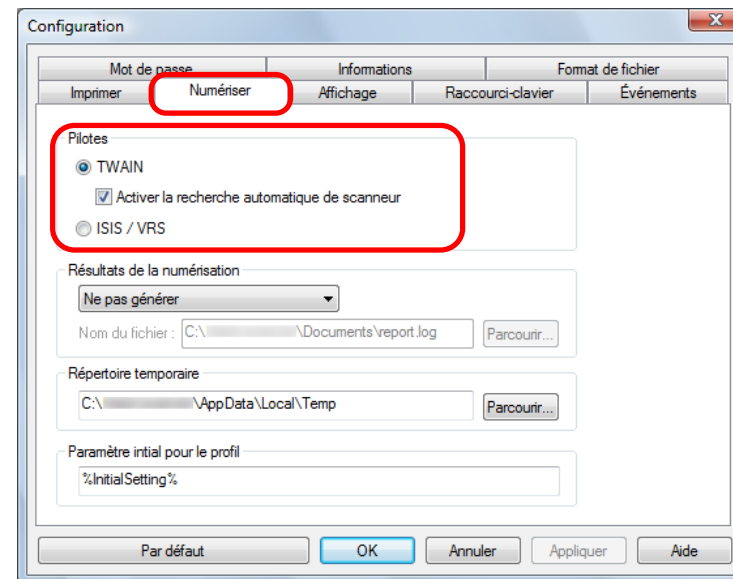 Configuration
Mot de passe Informations Format de fichier
Imprimer Numériser Affichage Raccourci-clavier Événements
Pilotes
TWAIN
Activer la recherche automatique de scanneur
ISIS / VRS
Résultats de la numérisation
Ne pas générer
Nom du fichier : C:\ \Documents\report.log Parcourir...
Répertoire temporaire
C:\ \AppData\Local\Temp Parcourir...
Paramètre intial pour le profil
%InitialSetting%
Par défaut OK Annuler Appliquer Aide